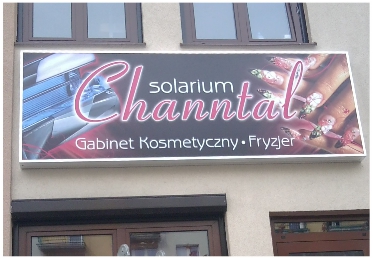 solarium
Channtal
Gabinet Kosmetyczny • Fryzjer